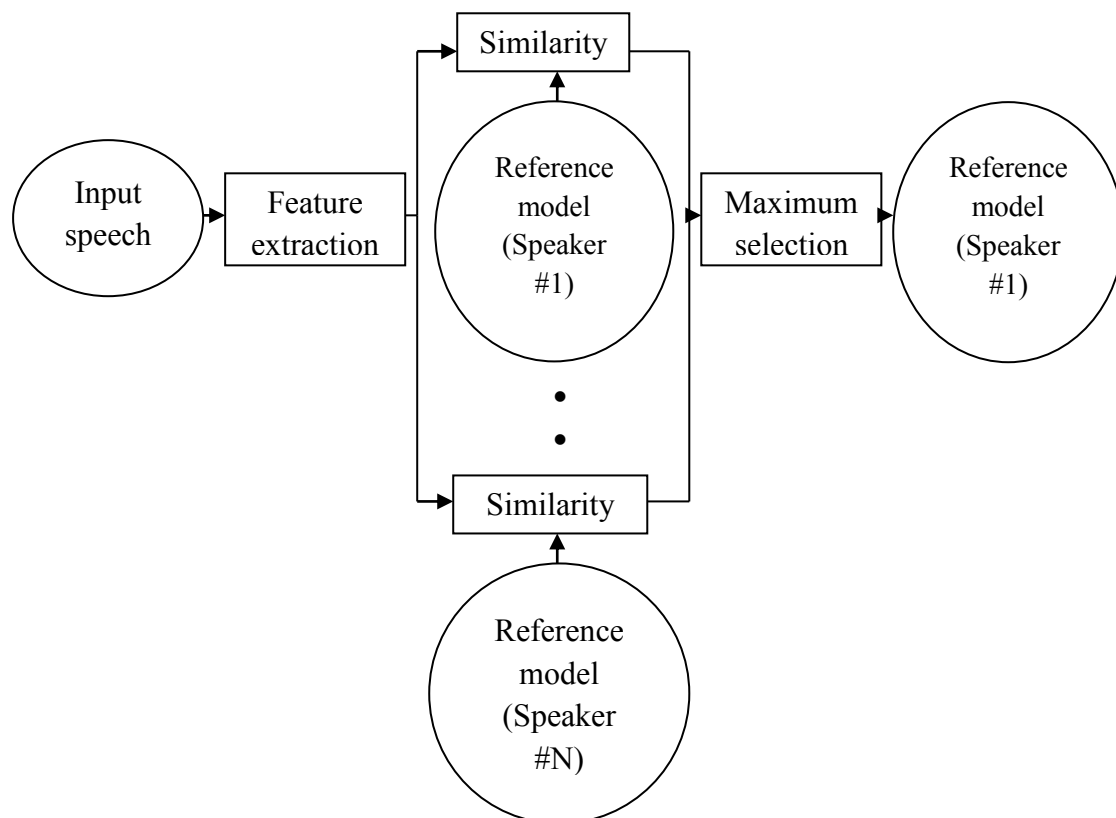 Similarity
Input
speech
Feature
extraction
Reference
model
(Speaker
#1)
Maximum
selection
Reference
model
(Speaker
#1)
Similarity
Reference
model
(Speaker
#N)